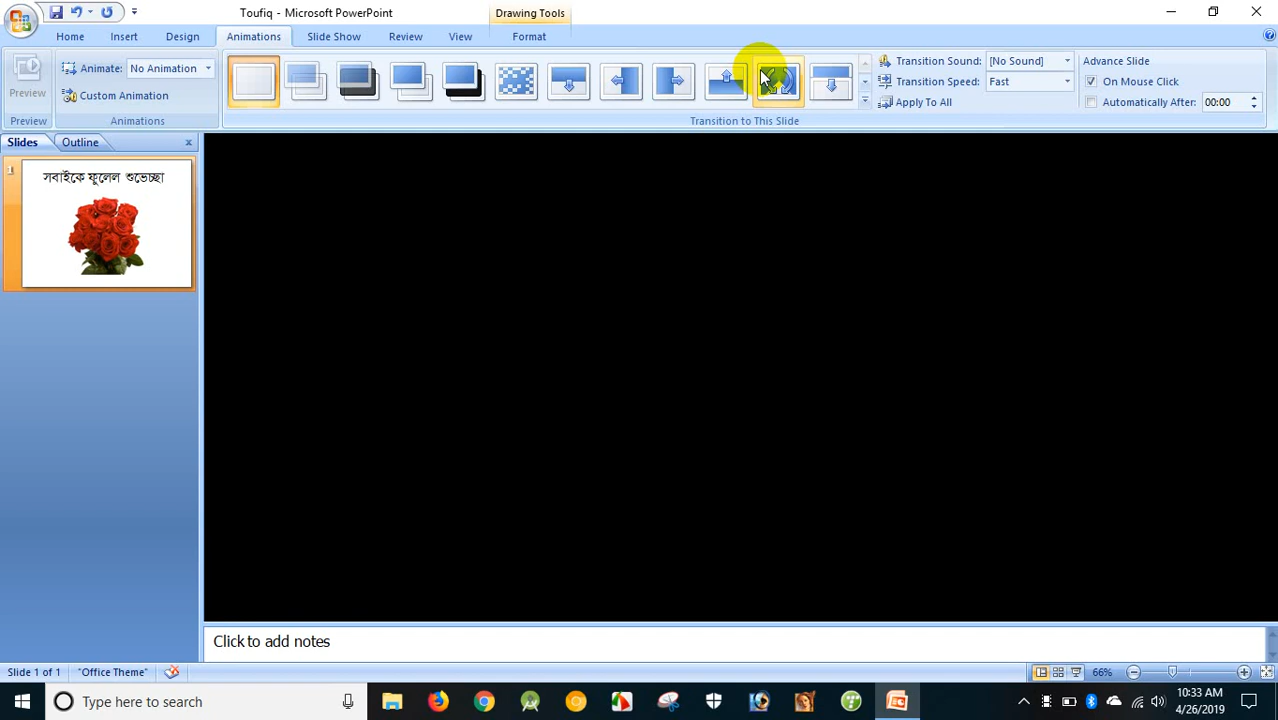 Toufiq - Microsoft PowerPoint
Drawing Tools
Home
Insert
Design
Animations
Slide Show
Review
View
Format
Preview
Animate:
No Animation
Custom Animation
Transition Sound:
[No Sound]
Transition Speed:
Fast
Apply To All
Advance Slide
On Mouse Click
Automatically After:
00:00
Preview
Animations
Transition to This Slide
Slides
Outline
1
সবাইকে ফুলেল শুভেচ্ছা
Click to add notes
Slide 1 of 1
"Office Theme"
66%
Type here to search
10:33 AM
4/26/2019